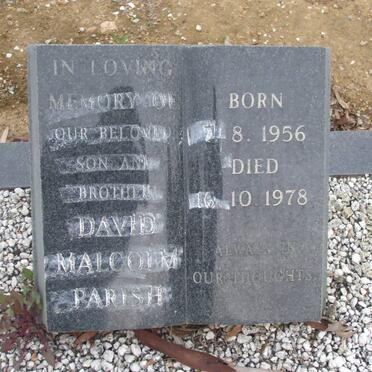 IN LOVING
MEMORY OF
OUR BELOVED
SON AND
BROTHER
DAVID
MALCOLM
PARISH
BORN
8. 1956
DIED
10. 1978
ALWAYS IN
OUR THOUGHTS